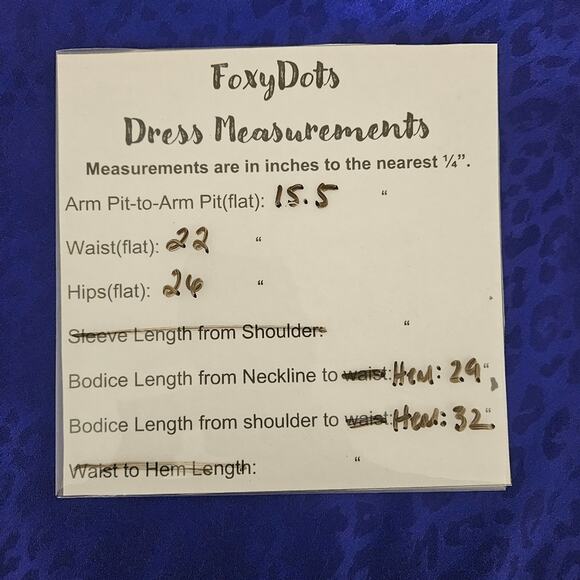 FoxyDots
Dress Measurements
Measurements are in inches to the nearest ¼”.
Arm Pit-to-Arm Pit(flat): 15.5 “
Waist(flat): 22 “
Hips(flat): 26 “
Sleeve Length from Shoulder: “
Bodice Length from Neckline to waist: Hem: 29“
Bodice Length from shoulder to waist: Hem: 32“
Waist to Hem Length: “